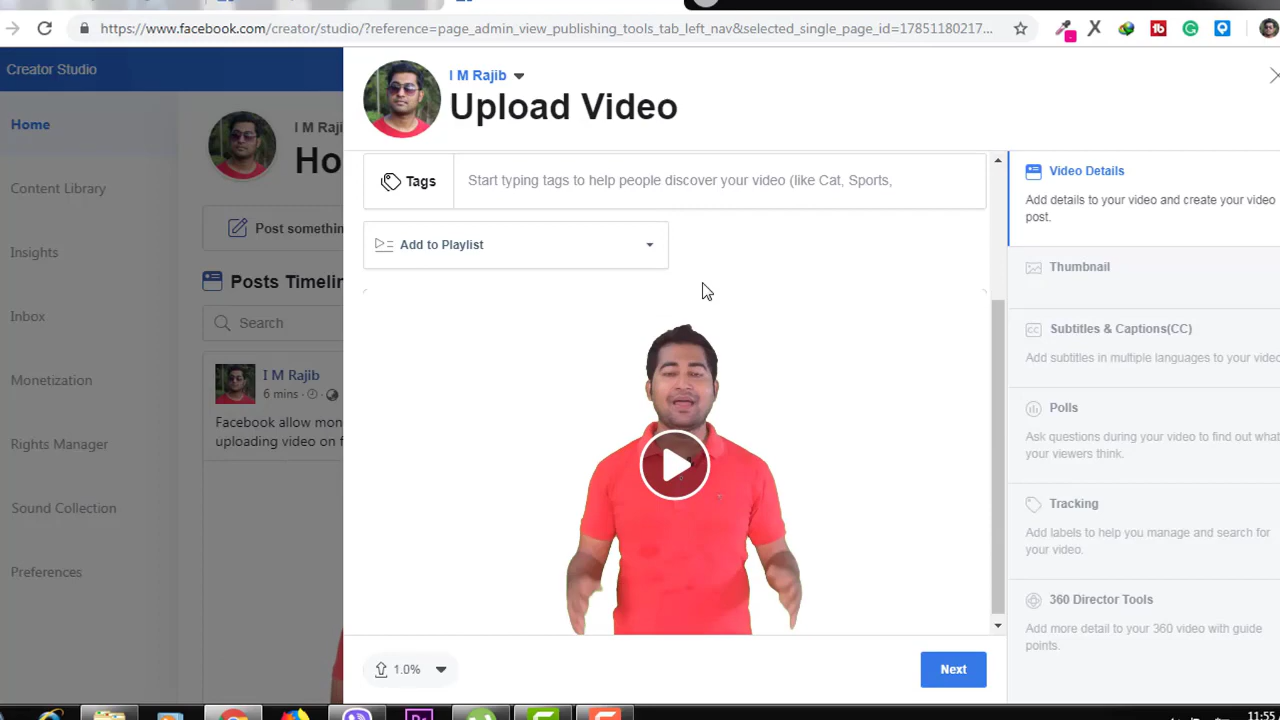 https://www.facebook.com/creator/studio/?reference=page_admin_view_publishing_tools_tab_left_nav&selected_single_page_id=17851180217...
Creator Studio
Home
Content Library
Insights
Inbox
Monetization
Rights Manager
Sound Collection
Preferences
I M Raji
Ho
Post somethin
Posts Timelin
Search
I M Rajib
6 mins
Facebook allow mon
uploading video on f
I M Rajib
Upload Video
Tags
Start typing tags to help people discover your video (like Cat, Sports,
Add to Playlist
1.0%
Next
Video Details
Add details to your video and create your video
post.
Thumbnail
CC
Subtitles & Captions(CC)
Add subtitles in multiple languages to your video
Polls
Ask questions during your video to find out what
your viewers think.
Tracking
Add labels to help you manage and search for
your video.
360 Director Tools
Add more detail to your 360 video with guide
points.
Pr
11:55